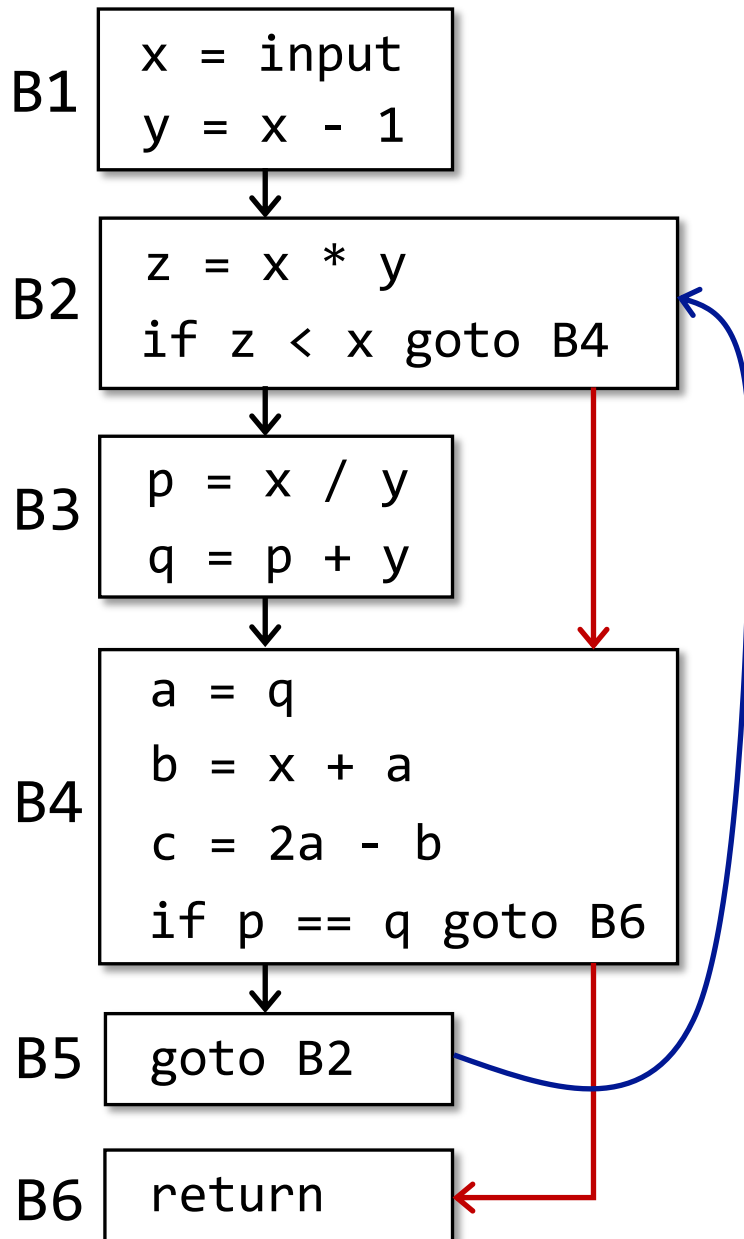 B1
x = input
y = x - 1
B2
z = x * y
if z < x goto B4
B3
p = x / y
q = p + y
B4
a = q
b = x + a
c = 2a - b
if p == q goto B6
B5
goto B2
B6
return